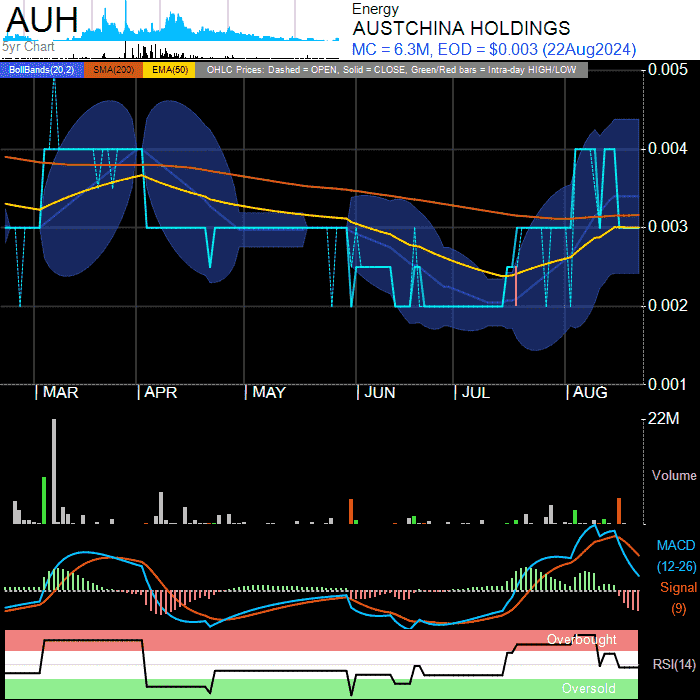 AUH
5yr Chart
Energy
AUSTCHINA HOLDINGS
MC = 6.3M, EOD = $0.003 (22Aug2024)
BollBands(20,2) SMA(200) EMA(50) OHLC Prices: Dashed = OPEN, Solid = CLOSE, Green/Red bars = Intra-day HIGH/LOW
0.005
0.004
0.003
0.002
0.001
| MAR | APR | MAY | JUN | JUL | AUG
22M
Volume
MACD
(12-26)
Signal
(9)
Overbought
RSI(14)
Oversold